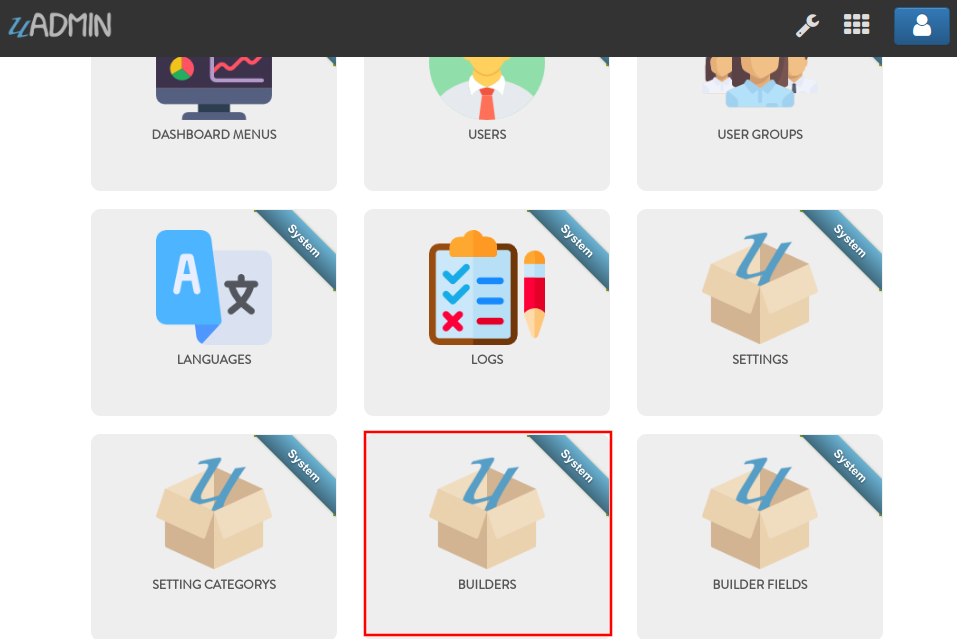 uADMIN
DASHBOARD MENUS
USERS
USER GROUPS
System
System
System
A 文
u
LANGUAGES
LOGS
SETTINGS
System
System
System
u
u
u
SETTING CATEGORYS
BUILDERS
BUILDER FIELDS